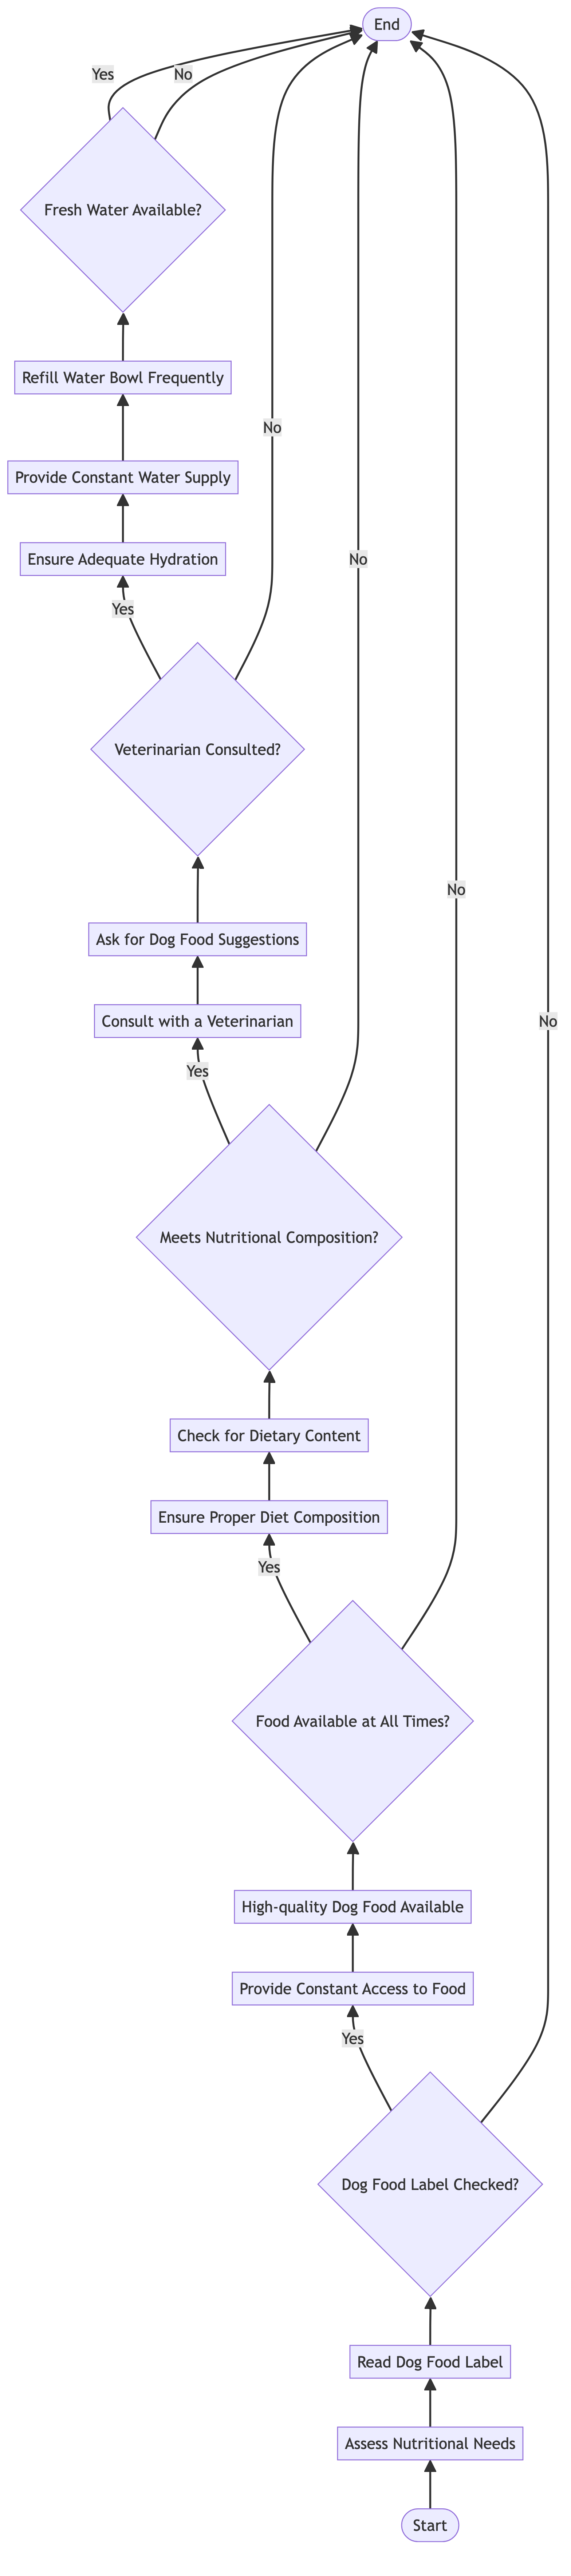 End
Yes
No
Fresh Water Available?
Refill Water Bowl Frequently
No
Provide Constant Water Supply
Ensure Adequate Hydration
No
Yes
Veterinarian Consulted?
No
Ask for Dog Food Suggestions
Consult with a Veterinarian
No
Yes
Meets Nutritional Composition?
Check for Dietary Content
Ensure Proper Diet Composition
Yes
Food Available at All Times?
High-quality Dog Food Available
Provide Constant Access to Food
Yes
Dog Food Label Checked?
Read Dog Food Label
Assess Nutritional Needs
Start